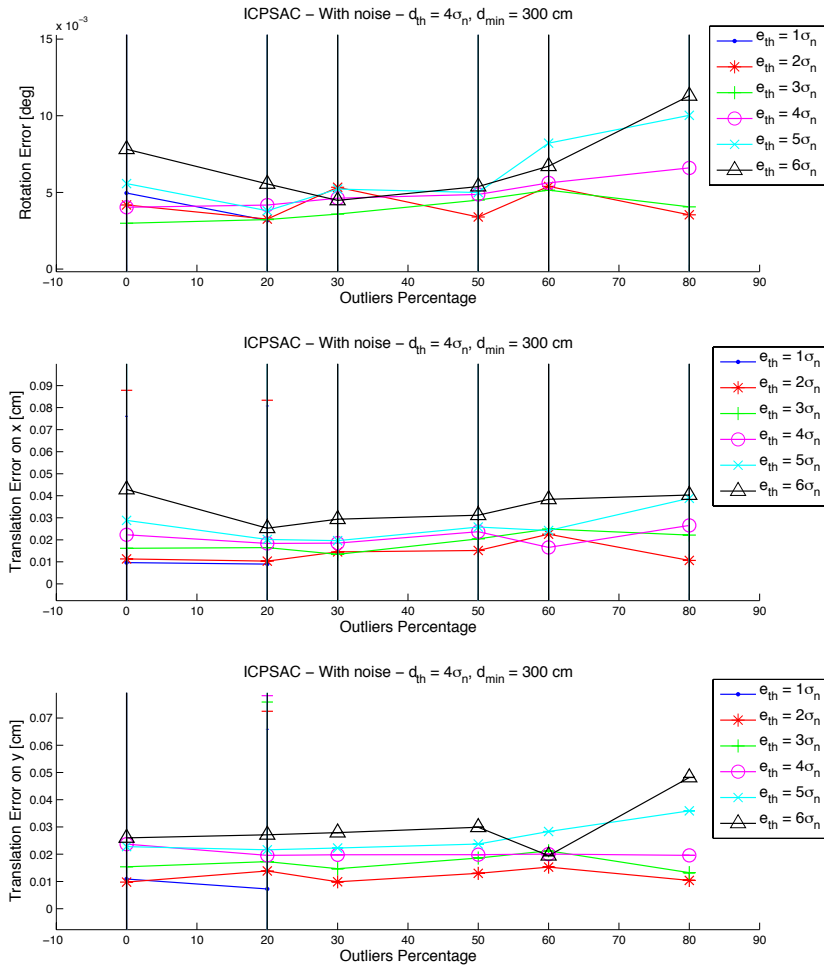 ICPSAC − With noise − d_th = 4σ_n, d_min = 300 cm
x 10^−3
15
10
5
0
Rotation Error [deg]
−10 0 10 20 30 40 50 60 70 80 90
Outliers Percentage
e_th = 1σ_n
e_th = 2σ_n
e_th = 3σ_n
e_th = 4σ_n
e_th = 5σ_n
e_th = 6σ_n
ICPSAC − With noise − d_th = 4σ_n, d_min = 300 cm
0.09
0.08
0.07
0.06
0.05
0.04
0.03
0.02
0.01
0
Translation Error on x [cm]
−10 0 10 20 30 40 50 60 70 80 90
Outliers Percentage
e_th = 1σ_n
e_th = 2σ_n
e_th = 3σ_n
e_th = 4σ_n
e_th = 5σ_n
e_th = 6σ_n
ICPSAC − With noise − d_th = 4σ_n, d_min = 300 cm
0.07
0.06
0.05
0.04
0.03
0.02
0.01
0
Translation Error on y [cm]
−10 0 10 20 30 40 50 60 70 80 90
Outliers Percentage
e_th = 1σ_n
e_th = 2σ_n
e_th = 3σ_n
e_th = 4σ_n
e_th = 5σ_n
e_th = 6σ_n